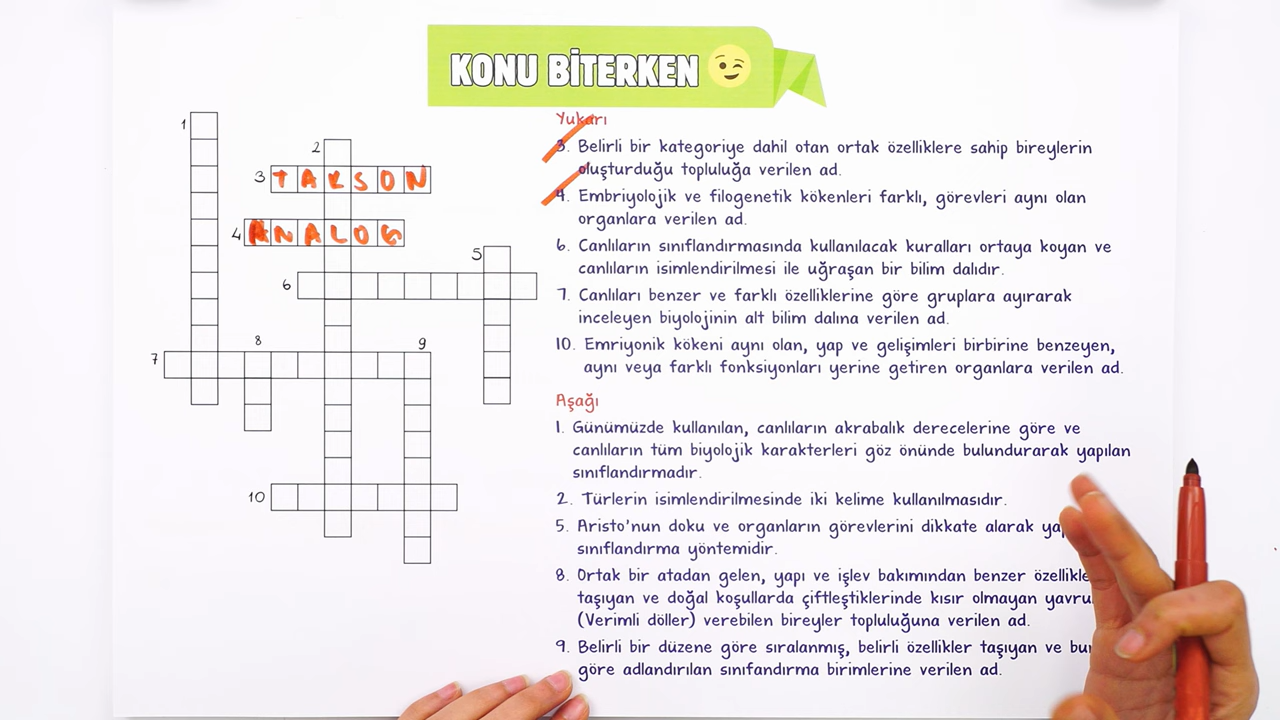 KONU BİTERKEN
Yukarı
3. Belirli bir kategoriye dahil otan ortak özelliklere sahip bireylerin
oluşturduğu topluluğa verilen ad.
4. Embriyolojik ve filogenetik kökenleri farklı, görevleri aynı olan
organlara verilen ad.
6. Canlıların sınıflandırmasında kullanılacak kuralları ortaya koyan ve
canlıların isimlendirilmesi ile uğraşan bir bilim dalıdır.
7. Canlıları benzer ve farklı özelliklerine göre gruplara ayırarak
inceleyen biyolojinin alt bilim dalına verilen ad.
10. Emriyonik kökeni aynı olan, yap ve gelişimleri birbirine benzeyen,
aynı veya farklı fonksiyonları yerine getiren organlara verilen ad.
Aşağı
1. Günümüzde kullanılan, canlıların akrabalık derecelerine göre ve
canlıların tüm biyolojik karakterleri göz önünde bulundurarak yapılan
sınıflandırmadır.
2. Türlerin isimlendirilmesinde iki kelime kullanılmasıdır.
5. Aristo'nun doku ve organların görevlerini dikkate alarak
sınıflandırma yöntemidir.
8. Ortak bir atadan gelen, yapı ve işlev bakımından benzer
taşıyan ve doğal koşullarda çiftleştiklerinde kısır olmayan
(Verimli döller) verebilen bireyler topluluğuna verilen ad.
9. Belirli bir düzene göre sıralanmış, belirli özellikler taşıyan ve
göre adlandırılan sınıfandırma birimlerine verilen ad.
1
2
3 TAKSON
4 ANALOG
5
6
8
9
7
10